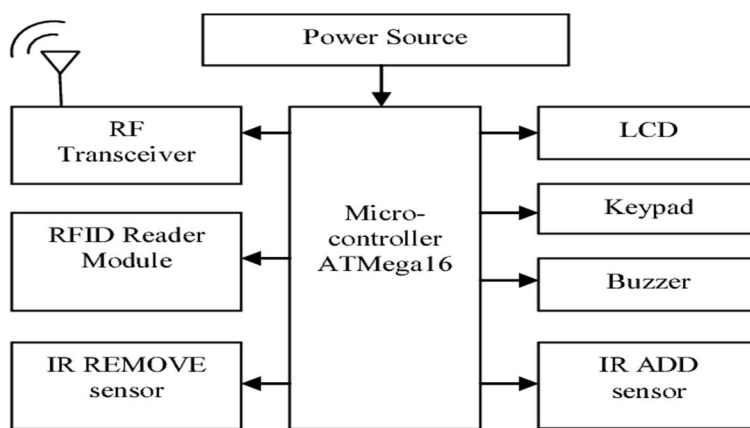 Power Source
RF
Transceiver
RFID Reader
Module
IR REMOVE
sensor
Micro-
controller
ATMega16
LCD
Keypad
Buzzer
IR ADD
sensor